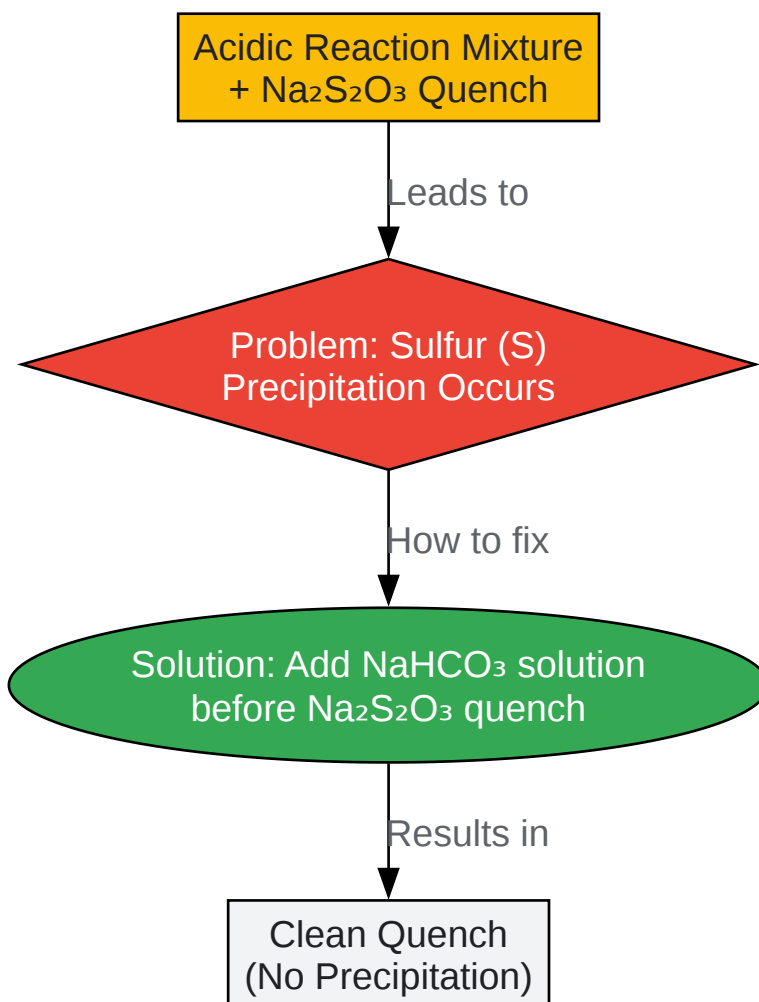 Acidic Reaction Mixture
+ Na₂S₂O₃ Quench
Leads to
Problem: Sulfur (S)
Precipitation Occurs
How to fix
Solution: Add NaHCO₃ solution
before Na₂S₂O₃ quench
Results in
Clean Quench
(No Precipitation)